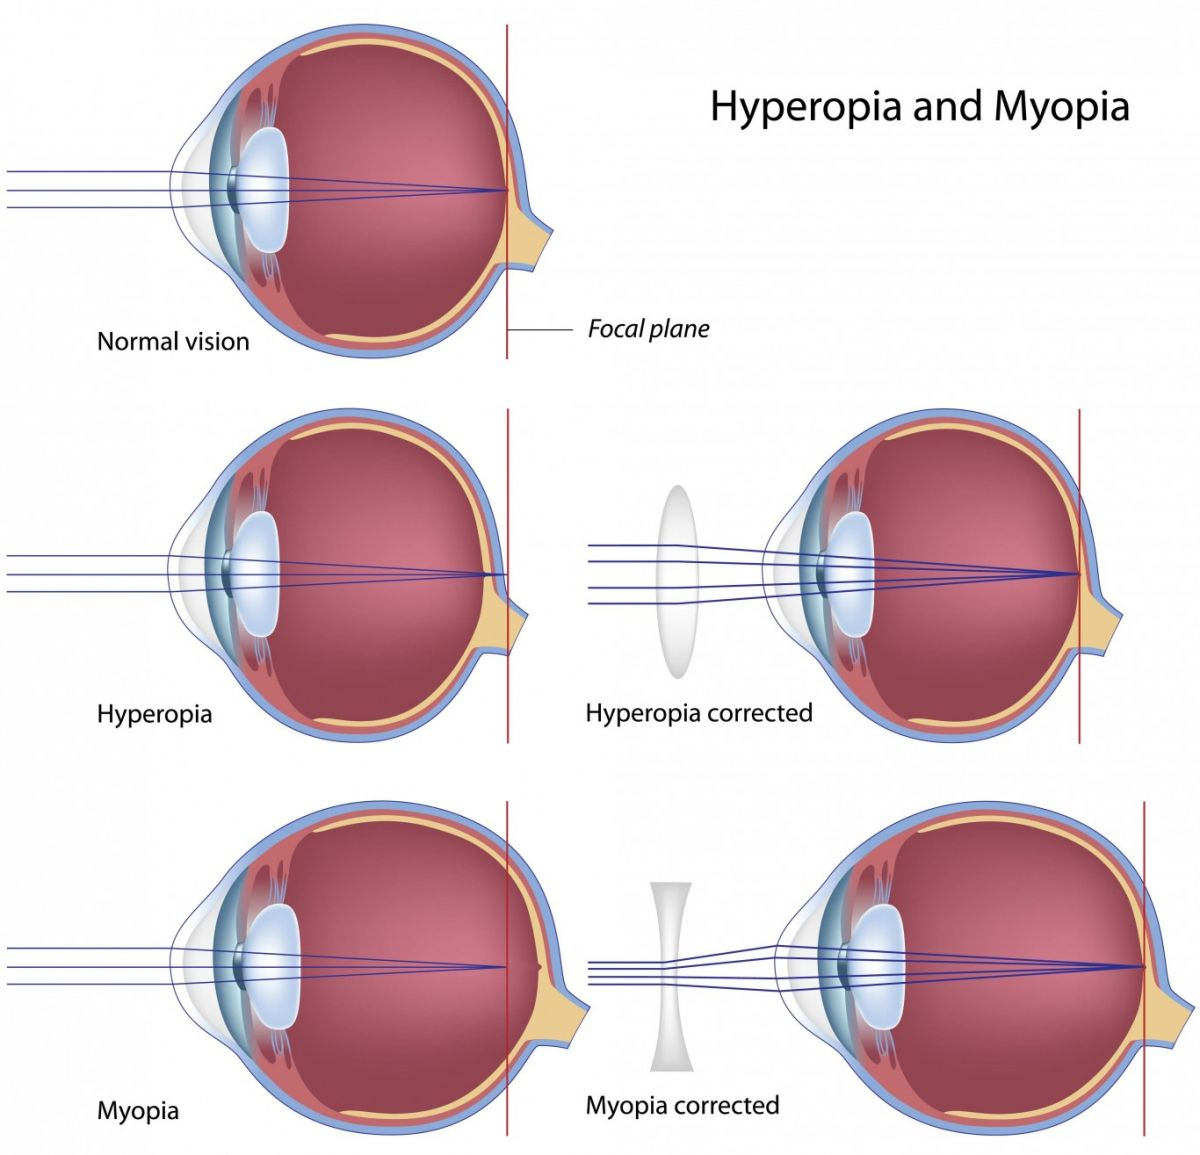 Hyperopia and Myopia
Normal vision
Focal plane
Hyperopia
Hyperopia corrected
Myopia
Myopia corrected